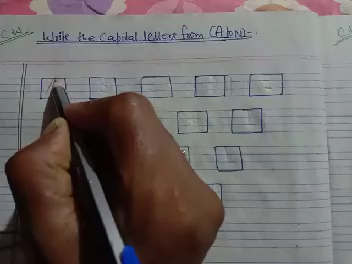 C.W.
Write the Capital letters from (A to N)-